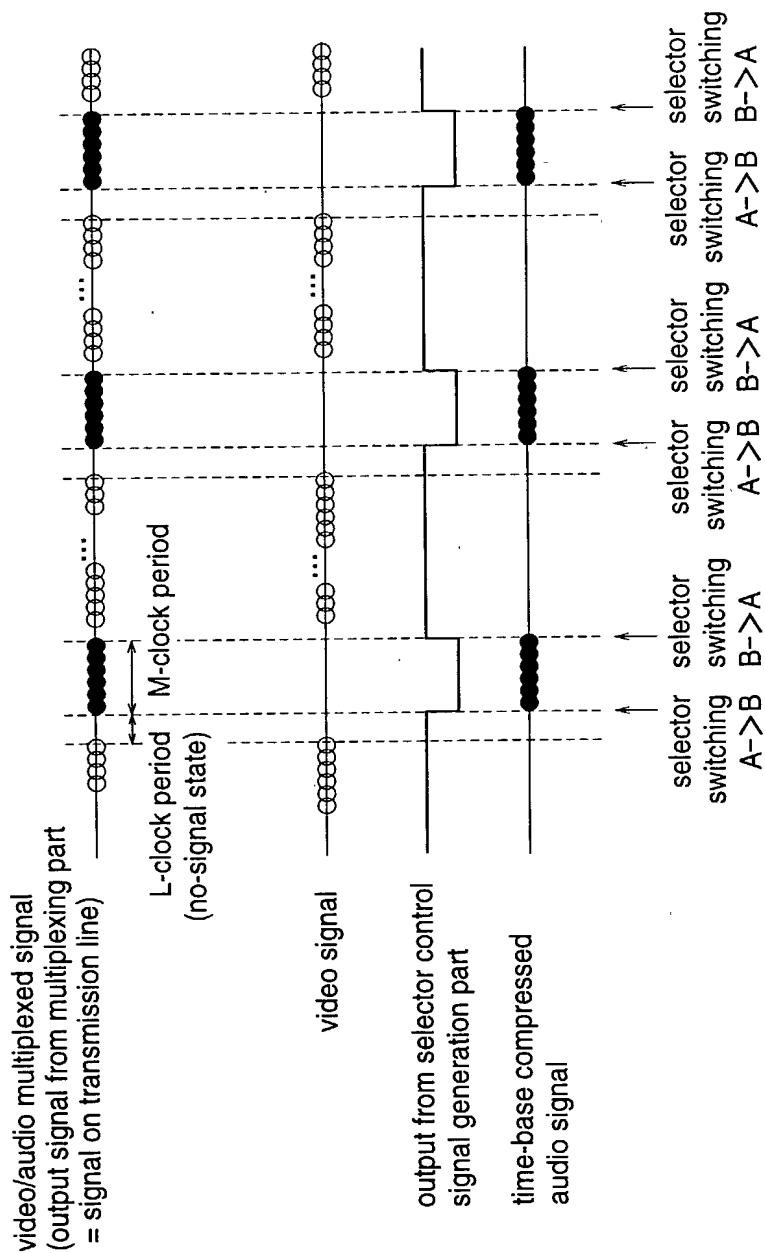 video/audio multiplexed signal
(output signal from multiplexing part
= signal on transmission line)
L-clock period
(no-signal state)
M-clock period
...
...
video signal
...
...
output from selector control
signal generation part
time-base compressed
audio signal
selector
switching
A->B
selector
switching
B->A
selector
switching
A->B
selector
switching
B->A
selector
switching
A->B
selector
switching
B->A